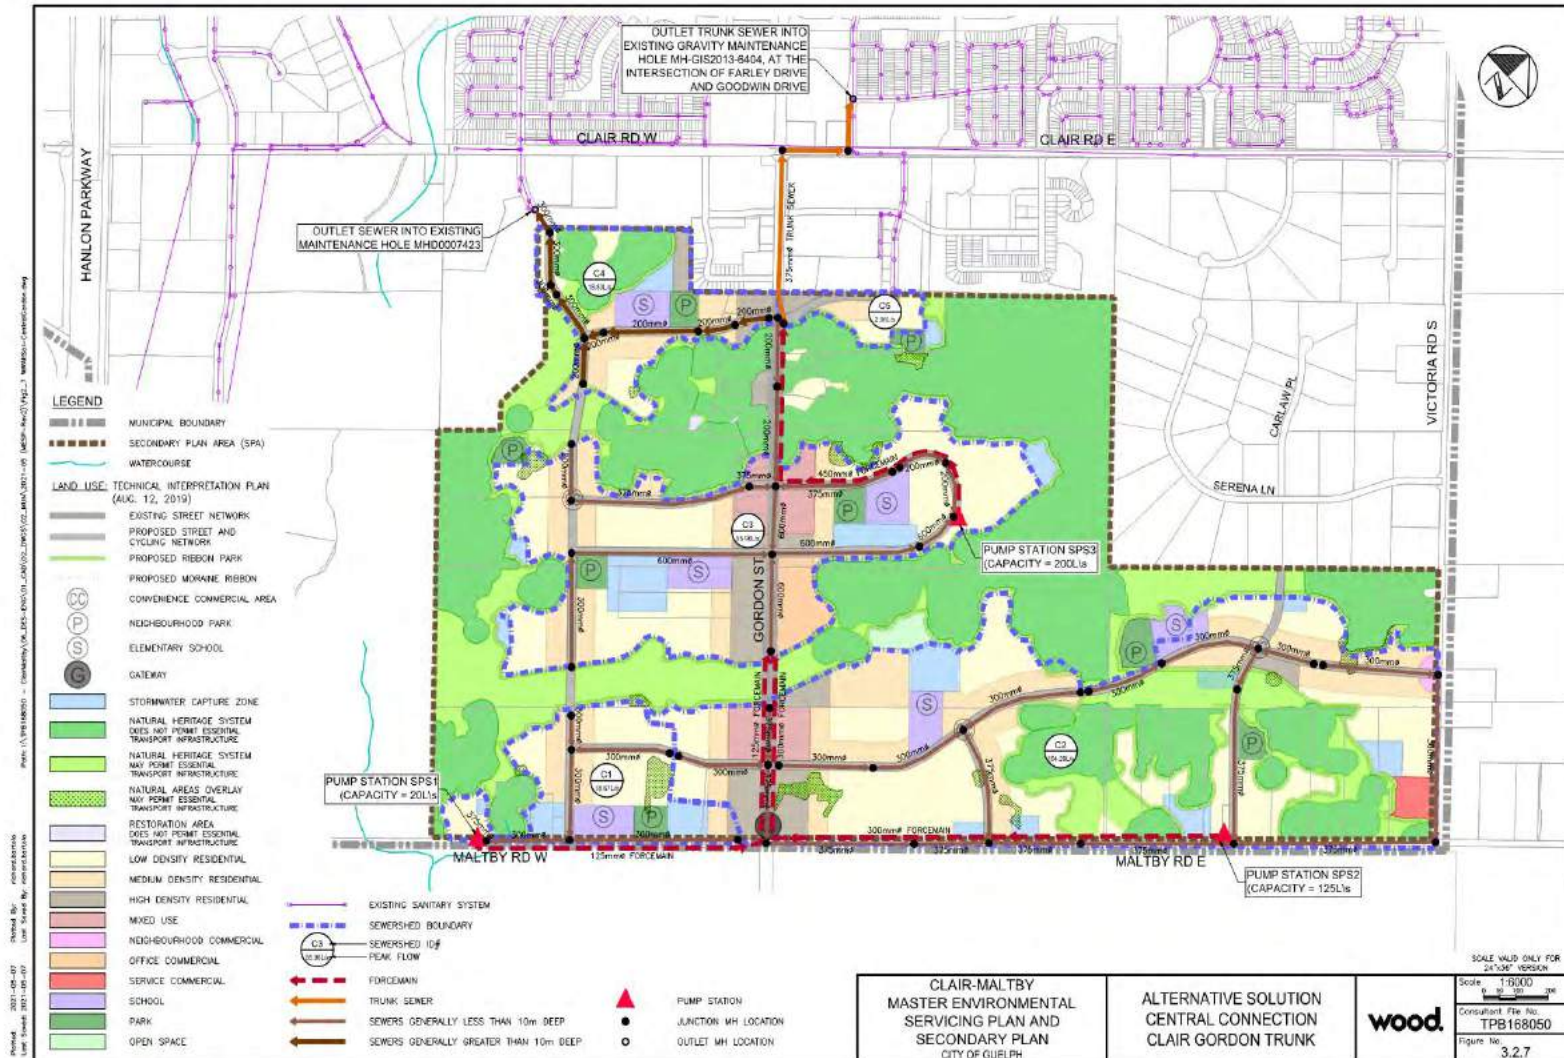 OUTLET TRUNK SEWER INTO
EXISTING GRAVITY MAINTENANCE
HOLE MH-GIS2013-6404, AT THE
INTERSECTION OF FARLEY DRIVE
AND GOODWIN DRIVE
CLAIR RD W
CLAIR RD E
HANLON PARKWAY
OUTLET SEWER INTO EXISTING
MAINTENANCE HOLE MHD0007423
375mmø TRUNK SEWER
VICTORIA RD S
CARLAW PL
SERENA LN
GORDON ST
C4
C5
C3
C1
C2
S
P
200mmø
300mmø
375mmø
600mmø
450mmø FORCEMAIN
PUMP STATION SPS3
(CAPACITY = 200L\s
125mmø FORCEMAIN
300mmø FORCEMAIN
PUMP STATION SPS1
(CAPACITY = 20L\s
MALTBY RD W
125mmø FORCEMAIN
300mmø FORCEMAIN
MALTBY RD E
PUMP STATION SPS2
(CAPACITY = 125L\s
LEGEND
MUNICIPAL BOUNDARY
SECONDARY PLAN AREA (SPA)
WATERCOURSE
LAND USE: TECHNICAL INTERPRETATION PLAN
(AUG. 12, 2019)
EXISTING STREET NETWORK
PROPOSED STREET AND
CYCLING NETWORK
PROPOSED RIBBON PARK
PROPOSED MORAINE RIBBON
CC CONVENIENCE COMMERCIAL AREA
P NEIGHBOURHOOD PARK
S ELEMENTARY SCHOOL
G GATEWAY
STORMWATER CAPTURE ZONE
NATURAL HERITAGE SYSTEM
DOES NOT PERMIT ESSENTIAL
TRANSPORT INFRASTRUCTURE
NATURAL HERITAGE SYSTEM
MAY PERMIT ESSENTIAL
TRANSPORT INFRASTRUCTURE
NATURAL AREAS OVERLAY
MAY PERMIT ESSENTIAL
TRANSPORT INFRASTRUCTURE
RESTORATION AREA
DOES NOT PERMIT ESSENTIAL
TRANSPORT INFRASTRUCTURE
LOW DENSITY RESIDENTIAL
MEDIUM DENSITY RESIDENTIAL
HIGH DENSITY RESIDENTIAL
MIXED USE
NEIGHBOURHOOD COMMERCIAL
OFFICE COMMERCIAL
SERVICE COMMERCIAL
SCHOOL
PARK
OPEN SPACE
EXISTING SANITARY SYSTEM
SEWERSHED BOUNDARY
C3
SEWERSHED ID#
PEAK FLOW
FORCEMAIN
TRUNK SEWER
SEWERS GENERALLY LESS THAN 10m DEEP
SEWERS GENERALLY GREATER THAN 10m DEEP
PUMP STATION
JUNCTION MH LOCATION
OUTLET MH LOCATION
CLAIR-MALTBY
MASTER ENVIRONMENTAL
SERVICING PLAN AND
SECONDARY PLAN
CITY OF GUELPH
ALTERNATIVE SOLUTION
CENTRAL CONNECTION
CLAIR GORDON TRUNK
wood.
SCALE VALID ONLY FOR
24"x36" VERSION
Scale 1:6000
Consultant File No.
TPB168050
Figure No.
3.2.7